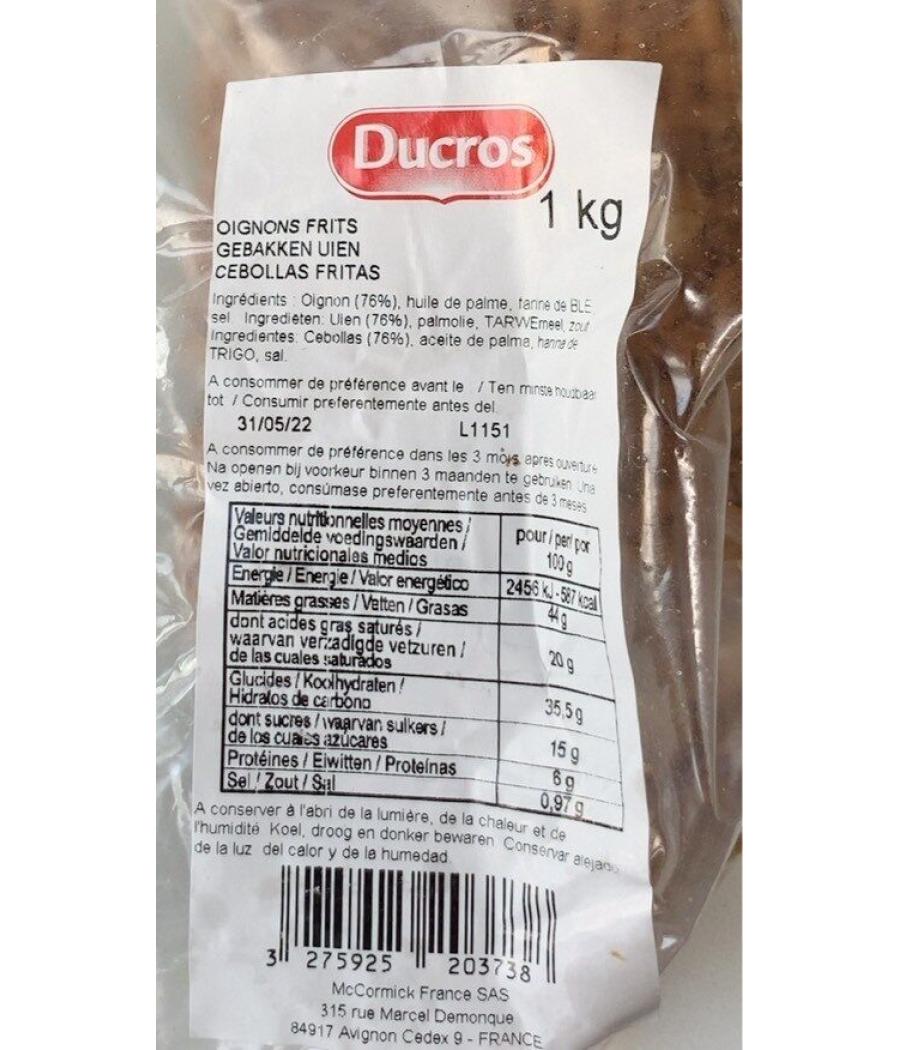 Ducros
1 kg
OIGNONS FRITS
GEBAKKEN UIEN
CEBOLLAS FRITAS
Ingrédients : Oignon (76%), huile de palme, farine de BLE
sel. Ingrediëten: Uien (76%), palmolie, TARWEmeel, zout
Ingredientes: Cebollas (76%), aceite de palma, harina de
TRIGO, sal.
A consommer de préférence avant le / Ten minste houdbaar
tot / Consumir preferentemente antes del
31/05/22 L1151
A consommer de préférence dans les 3 mois apres ouverture
Na openen blj voorkeur binnen 3 maanden te gebruiken Una
vez abierto, consúmase preferentemente antes de 3 meses
Valeurs nutritionnelles moyennes /
Gemiddelde voedingswaarden /
Valor nutricionales medios
pour / per/ por
100 g
Energie / Energie / Valor energético 2456 kJ - 587 kcal
Matières grasses / Vetten / Grasas 44 g
dont acides gras saturés /
waarvan verzadigde vetzuren /
de las cuales saturados
20 g
Glucides / Koolhydraten /
Hidratos de carbono
35,5 g
dont sucres / waarvan suikers /
de los cuales azúcares
15 g
Protéines / Eiwitten / Proteínas 6 g
Sel / Zout / Sal 0,97 g
A conserver à l'abri de la lumière, de la chaleur et de
l'humidité Koel, droog en donker bewaren Conservar alejado
de la luz del calor y de la humedad.
3 275925 203738
McCormick France SAS
315 rue Marcel Demonque
84917 Avignon Cedex 9 - FRANCE